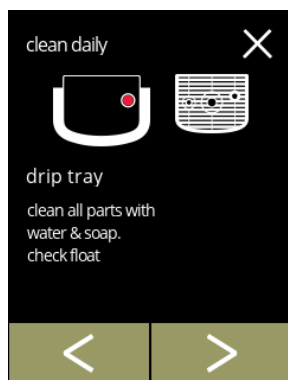 clean daily
drip tray
clean all parts with
water & soap.
check float